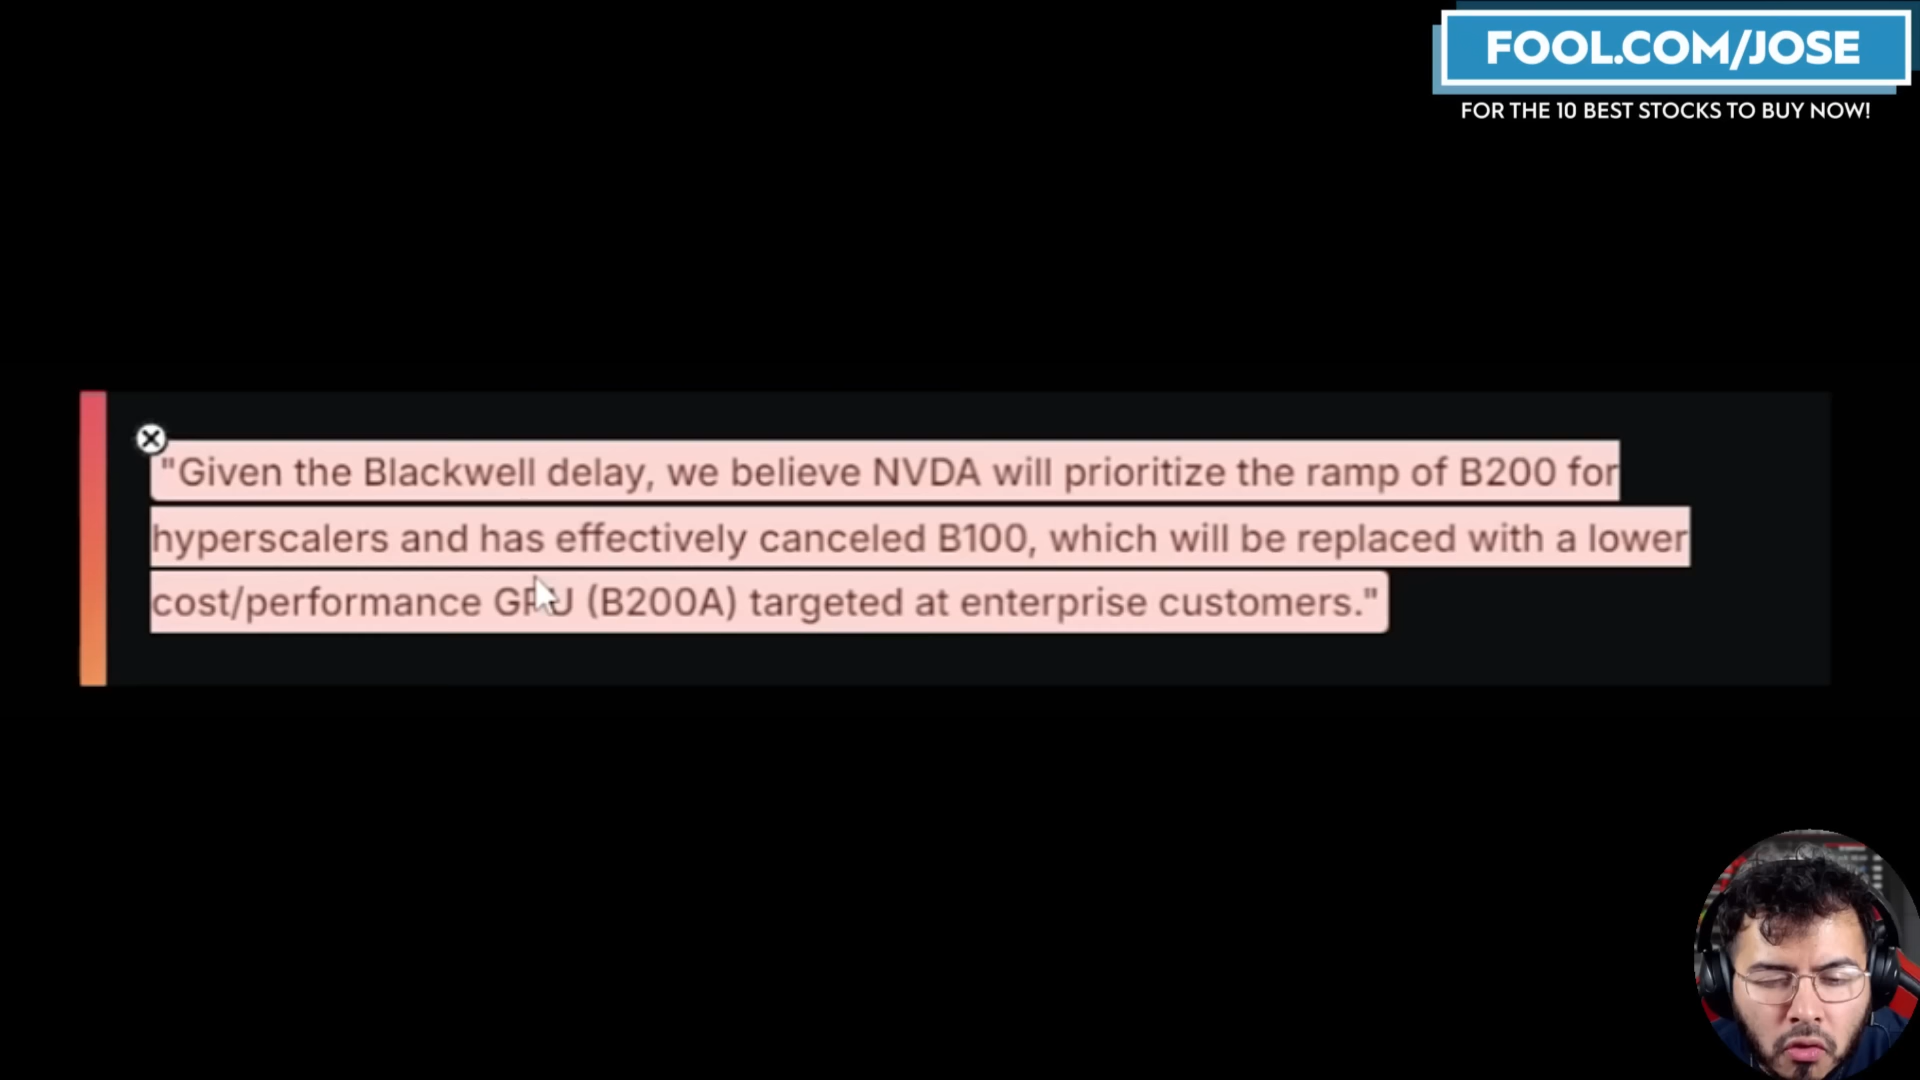 FOOL.COM/JOSE
FOR THE 10 BEST STOCKS TO BUY NOW!
"Given the Blackwell delay, we believe NVDA will prioritize the ramp of B200 for
hyperscalers and has effectively canceled B100, which will be replaced with a lower
cost/performance GPU (B200A) targeted at enterprise customers."